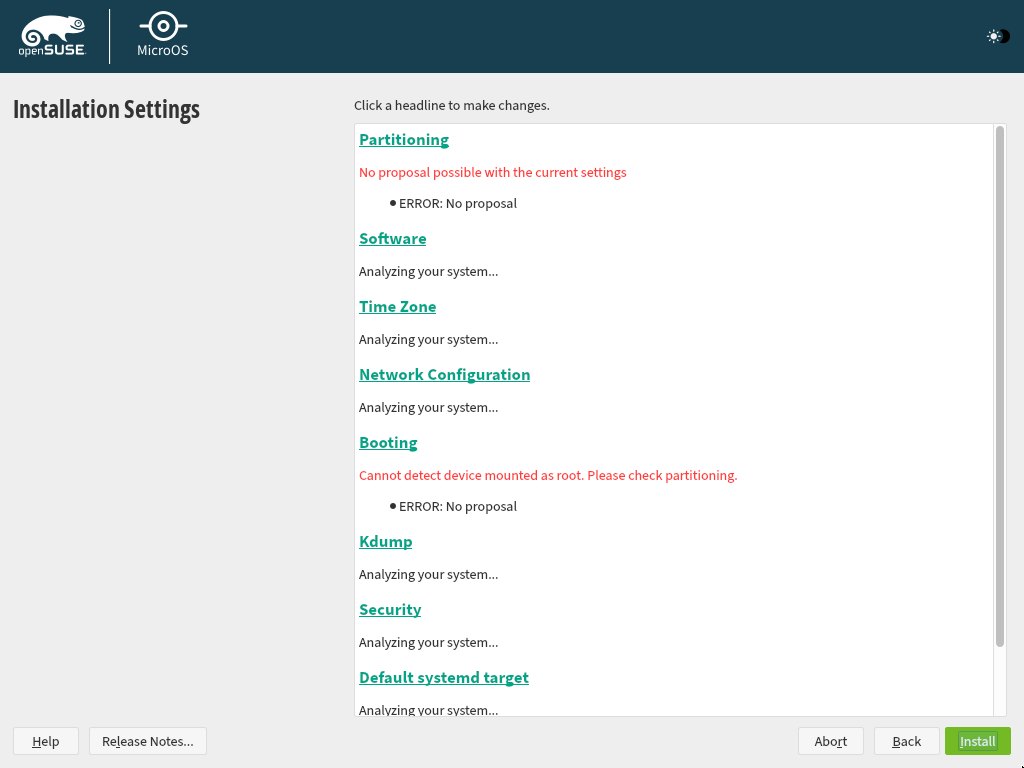 openSUSE
MicroOS
Installation Settings
Click a headline to make changes.
Partitioning
No proposal possible with the current settings
ERROR: No proposal
Software
Analyzing your system...
Time Zone
Analyzing your system...
Network Configuration
Analyzing your system...
Booting
Cannot detect device mounted as root. Please check partitioning.
ERROR: No proposal
Kdump
Analyzing your system...
Security
Analyzing your system...
Default systemd target
Analyzing your system...
Help
Release Notes...
Abort
Back
Install